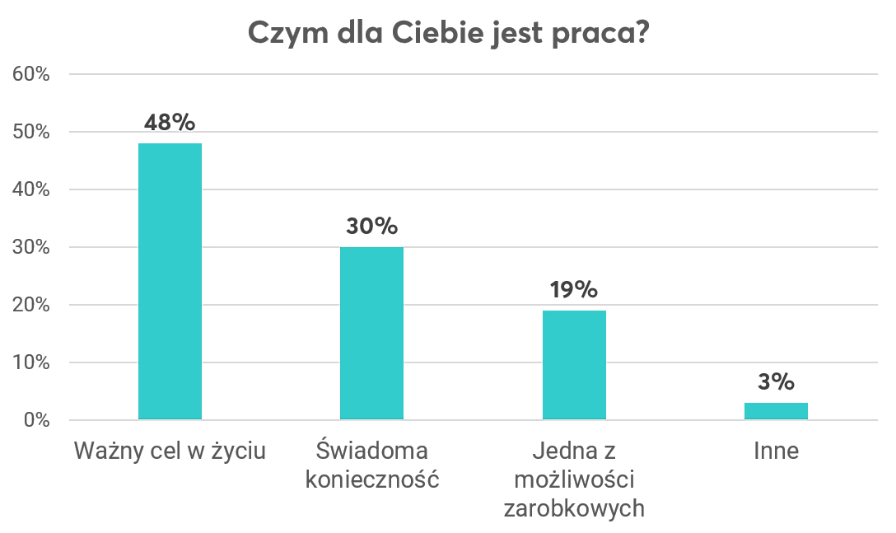 Czym dla Ciebie jest praca?
60%
50%
40%
30%
20%
10%
0%
48%
30%
19%
3%
Ważny cel w życiu
Świadoma
konieczność
Jedna z
możliwości
zarobkowych
Inne